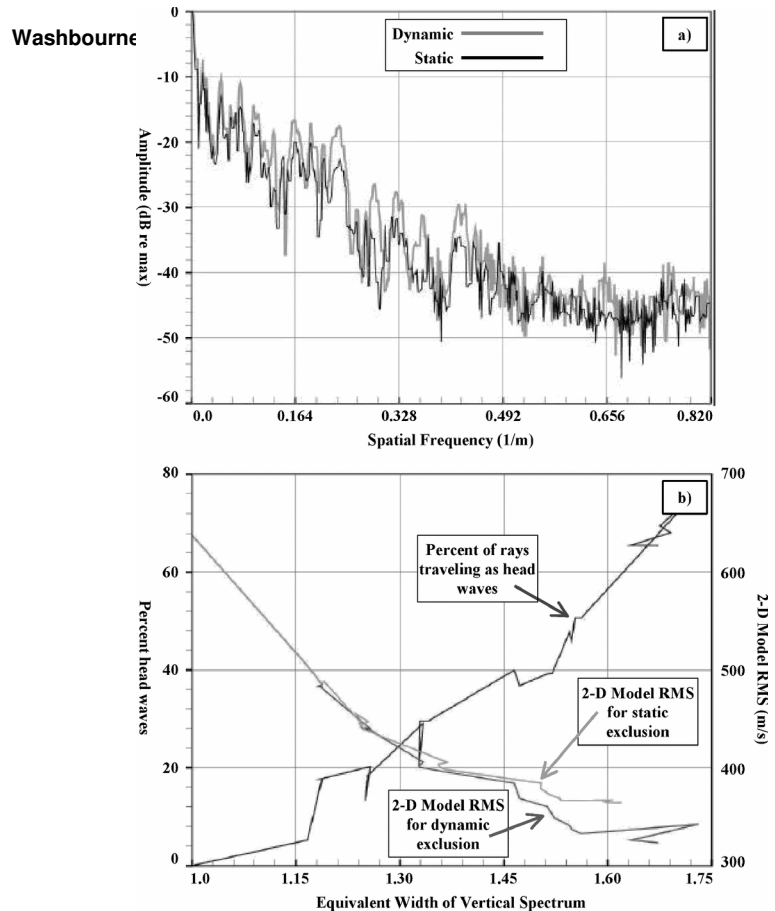 Washbourne
0
Dynamic
Static
a)
-10
-20
-30
-40
-50
-60
Amplitude (dB re max)
0.0
0.164
0.328
0.492
0.656
0.820
Spatial Frequency (1/m)
80
60
40
20
0
Percent head waves
700
600
500
400
300
2-D Model RMS (m/s)
b)
Percent of rays
traveling as head
waves
2-D Model RMS
for static
exclusion
2-D Model RMS
for dynamic
exclusion
1.0
1.15
1.30
1.45
1.60
1.75
Equivalent Width of Vertical Spectrum